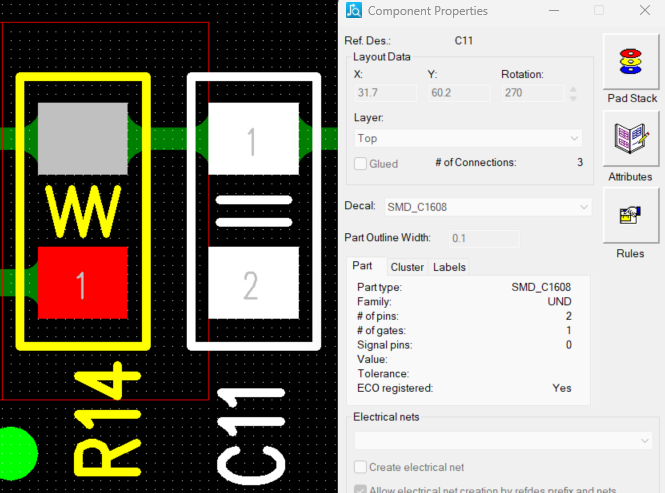 Component Properties
1
2
1
R14
C11
Ref. Des.: C11
Layout Data
X: Y: Rotation:
31.7 60.2 270
Layer:
Top
Glued # of Connections: 3
Decal: SMD_C1608
Part Outline Width: 0.1
Part Cluster Labels
Part type: SMD_C1608
Family: UND
# of pins: 2
# of gates: 1
Signal pins: 0
Value:
Tolerance:
ECO registered: Yes
Electrical nets
Create electrical net
Allow electrical net creation by refdes prefix and nets
Pad Stack
Attributes
Rules